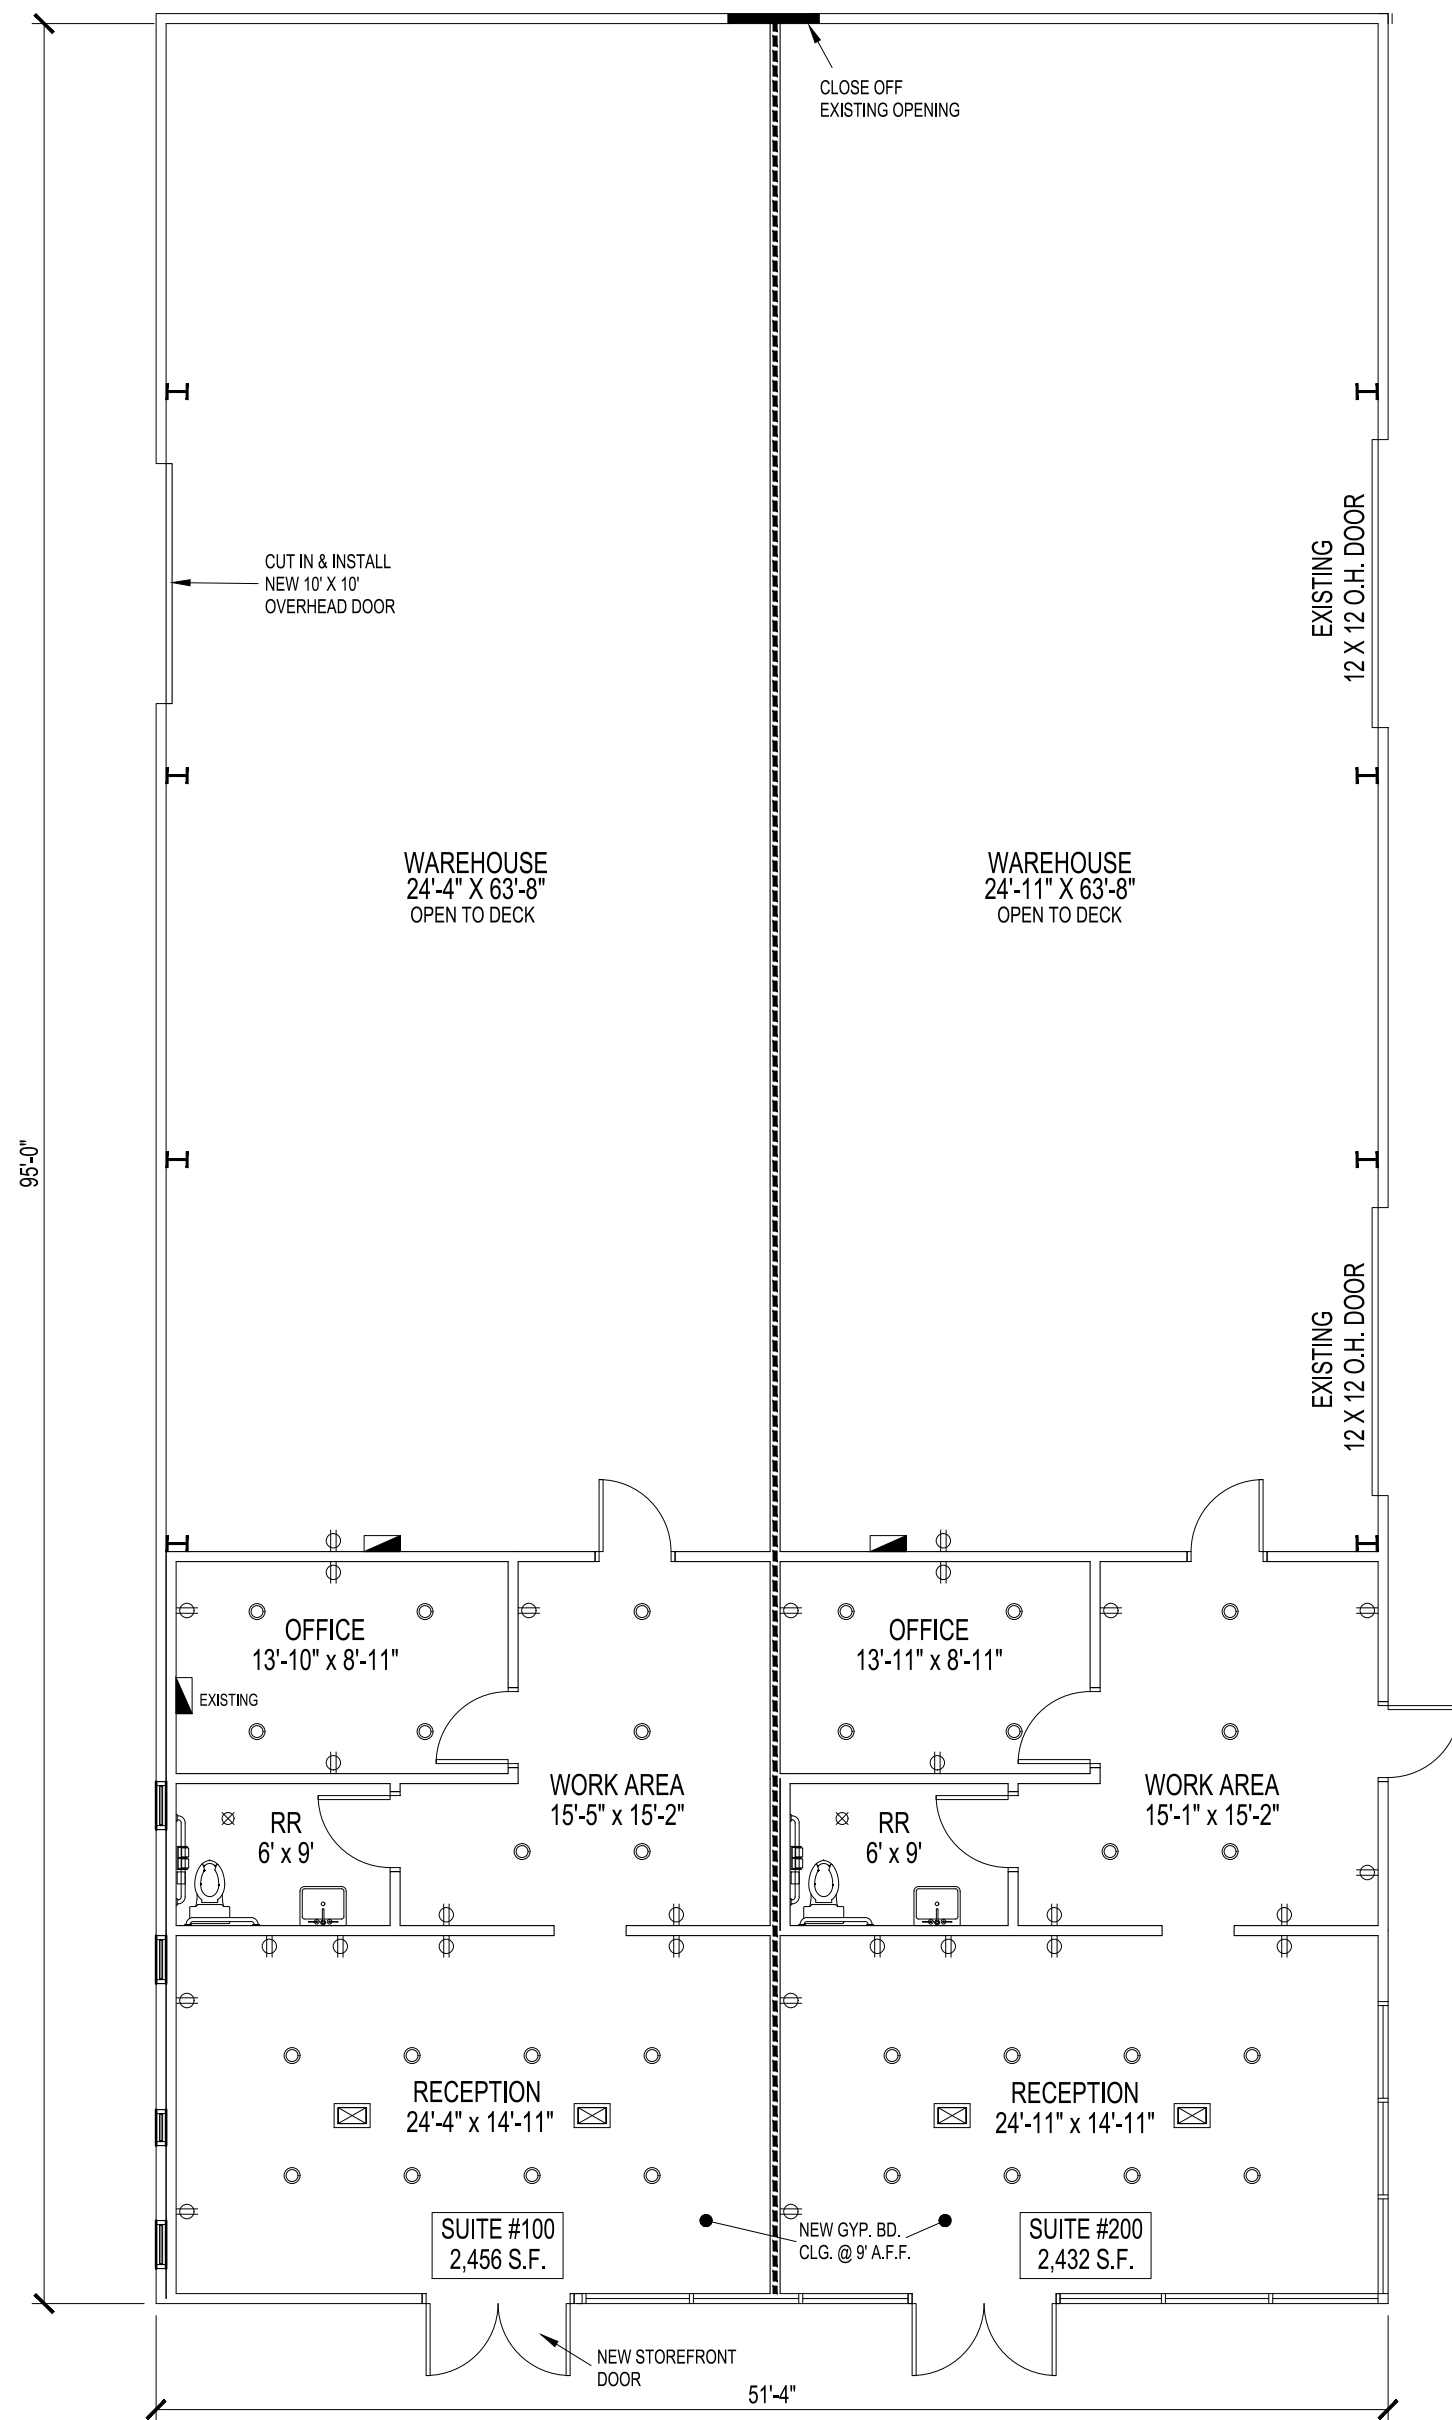 CLOSE OFF
EXISTING OPENING
CUT IN & INSTALL
NEW 10' X 10'
OVERHEAD DOOR
EXISTING
12 X 12 O.H. DOOR
WAREHOUSE
24'-4" X 63'-8"
OPEN TO DECK
WAREHOUSE
24'-11" X 63'-8"
OPEN TO DECK
95'-0"
EXISTING
12 X 12 O.H. DOOR
OFFICE
13'-10" x 8'-11"
EXISTING
OFFICE
13'-11" x 8'-11"
WORK AREA
15'-5" x 15'-2"
WORK AREA
15'-1" x 15'-2"
RR
6' x 9'
RR
6' x 9'
RECEPTION
24'-4" x 14'-11"
RECEPTION
24'-11" x 14'-11"
SUITE #100
2,456 S.F.
NEW GYP. BD.
CLG. @ 9' A.F.F.
SUITE #200
2,432 S.F.
NEW STOREFRONT
DOOR
51'-4"